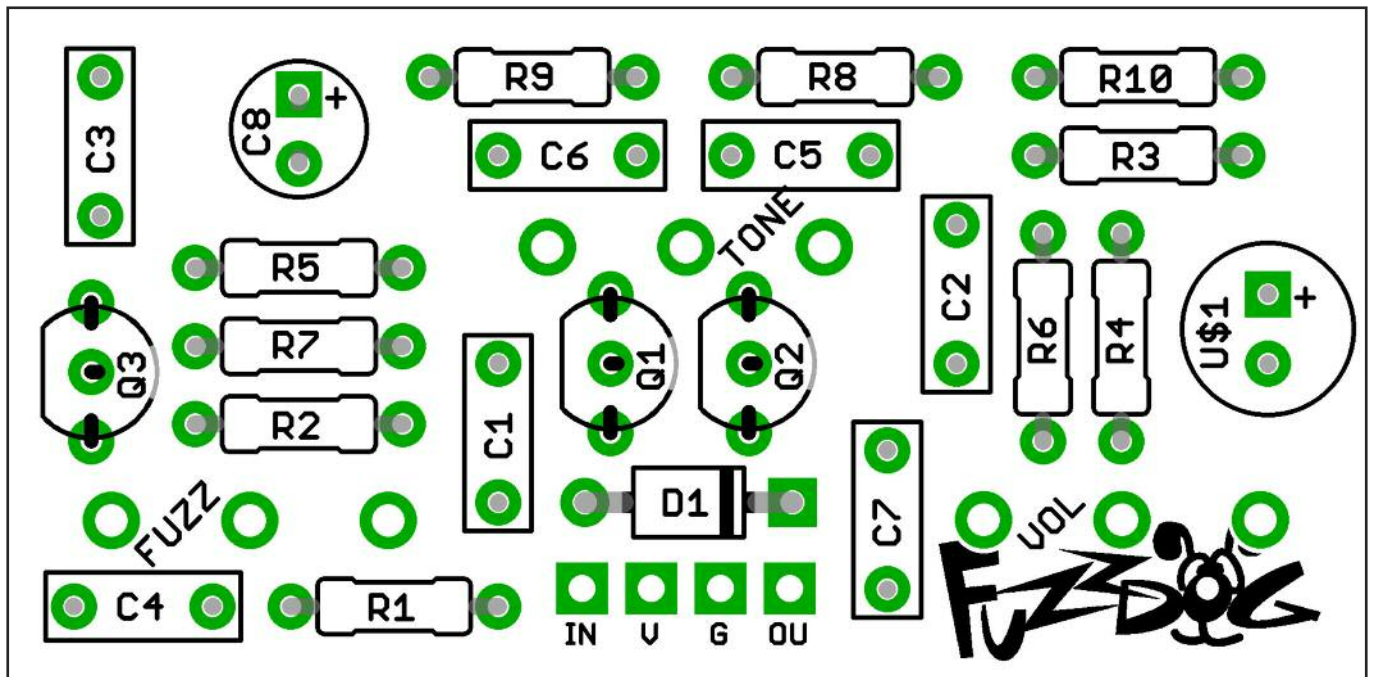 R9
R8
R10
C3
C8
+
C6
C5
R3
TONE
R5
C2
+
Q3
R7
Q1
Q2
R6
R4
U$1
R2
C1
D1
FUZZ
C7
VOL
C4
R1
IN
V
G
OU
FUZZDOG